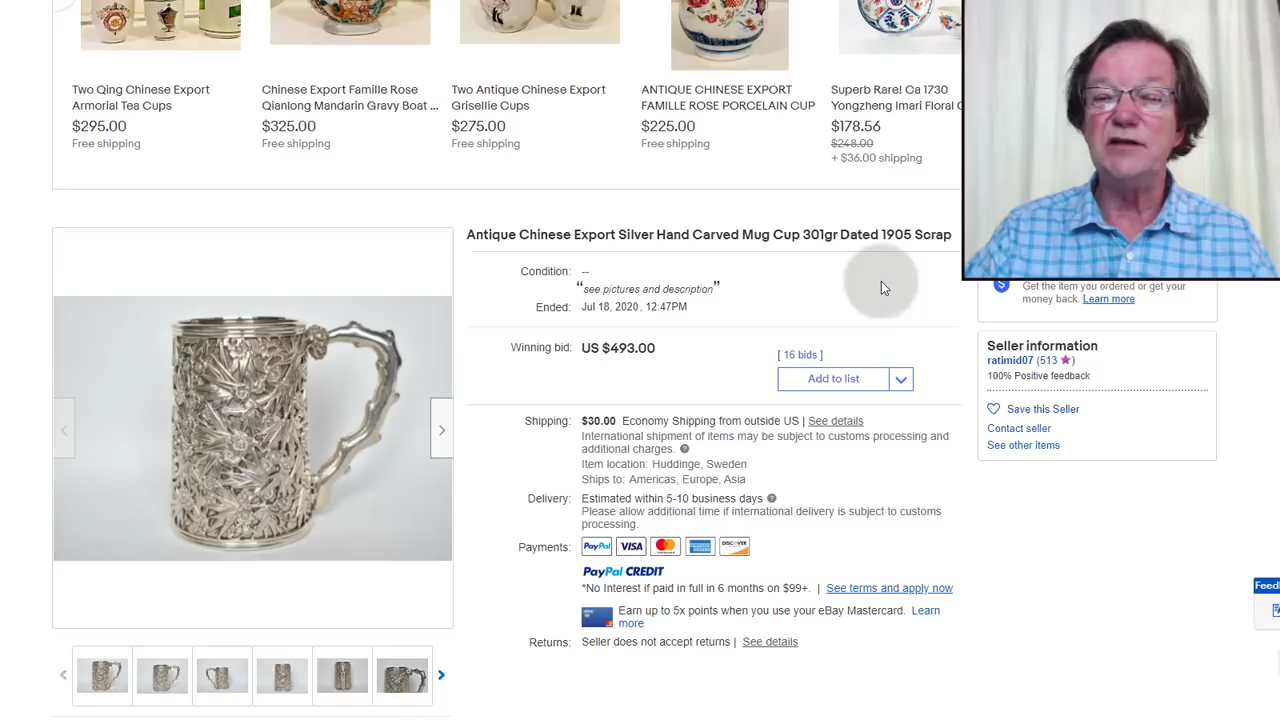 Two Qing Chinese Export
Armorial Tea Cups
$295.00
Free shipping
Chinese Export Famille Rose
Qianlong Mandarin Gravy Boat ...
$325.00
Free shipping
Two Antique Chinese Export
Grisellie Cups
$275.00
Free shipping
ANTIQUE CHINESE EXPORT
FAMILLE ROSE PORCELAIN CUP
$225.00
Free shipping
Superb Rare! Ca 1730
Yongzheng Imari Floral
$178.56
$248.00
+ $36.00 shipping
Antique Chinese Export Silver Hand Carved Mug Cup 301gr Dated 1905 Scrap
Condition: --
“see pictures and description”
Ended: Jul 18, 2020 , 12:47PM
Winning bid: US $493.00
[ 16 bids ]
Add to list
Shipping: $30.00 Economy Shipping from outside US | See details
International shipment of items may be subject to customs processing and
additional charges. ?
Item location: Huddinge, Sweden
Ships to: Americas, Europe, Asia
Delivery: Estimated within 5-10 business days ?
Please allow additional time if international delivery is subject to customs
processing.
Payments: PayPal VISA MasterCard AMERICAN EXPRESS DISCOVER
PayPal CREDIT
*No Interest if paid in full in 6 months on $99+. | See terms and apply now
Earn up to 5x points when you use your eBay Mastercard. Learn
more
Returns: Seller does not accept returns | See details
$ Get the item you ordered or get your
money back. Learn more
Seller information
ratimid07 (513 ★)
100% Positive feedback
Save this Seller
Contact seller
See other items